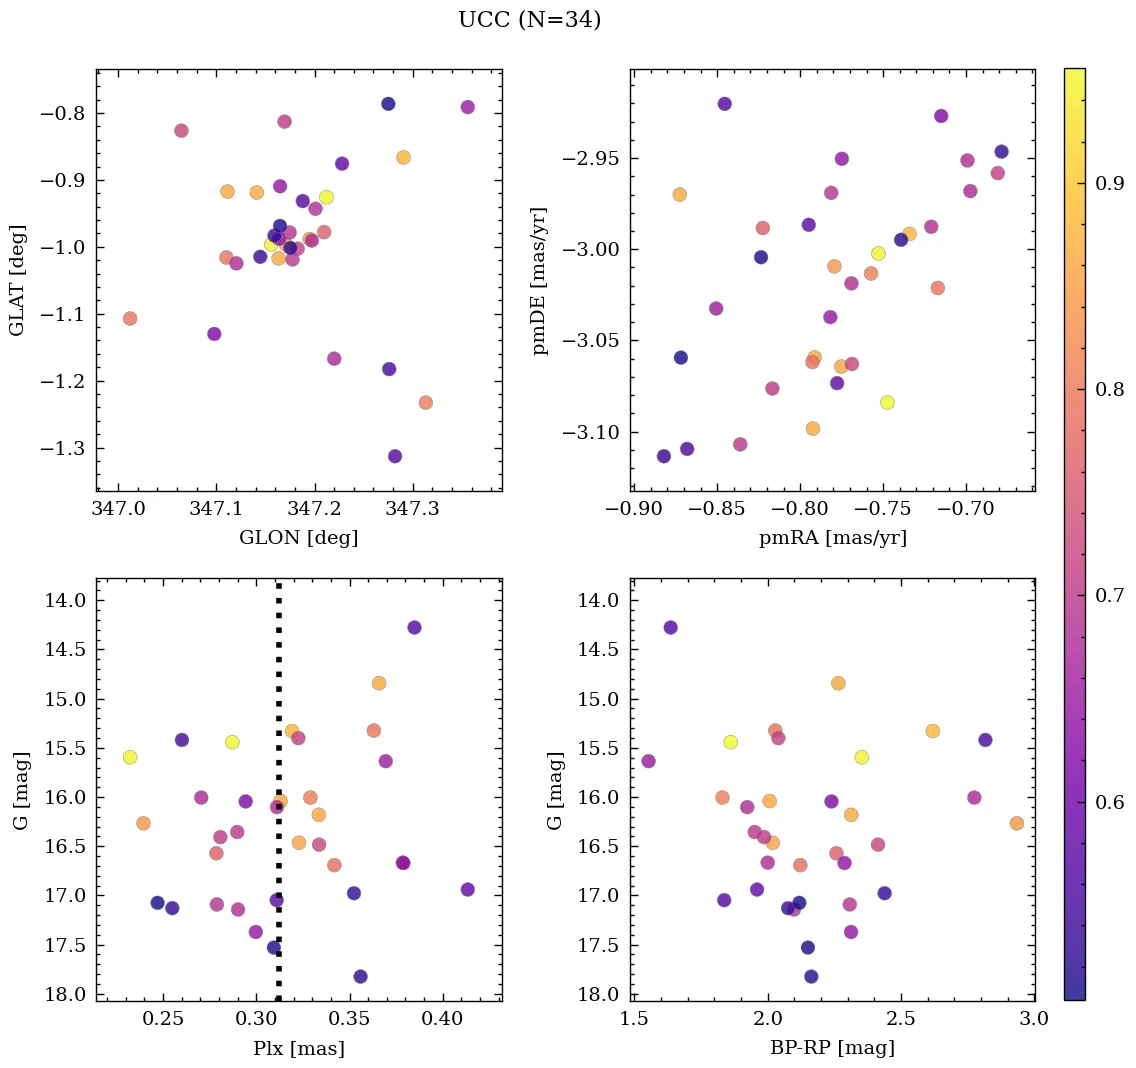 UCC (N=34)
−0.8
−0.9
−1.0
−1.1
−1.2
−1.3
GLAT [deg]
347.0 347.1 347.2 347.3
GLON [deg]
−2.95
−3.00
−3.05
−3.10
pmDE [mas/yr]
−0.90 −0.85 −0.80 −0.75 −0.70
pmRA [mas/yr]
14.0
14.5
15.0
15.5
16.0
16.5
17.0
17.5
18.0
G [mag]
0.25 0.30 0.35 0.40
Plx [mas]
14.0
14.5
15.0
15.5
16.0
16.5
17.0
17.5
18.0
G [mag]
1.5 2.0 2.5 3.0
BP-RP [mag]
0.9
0.8
0.7
0.6